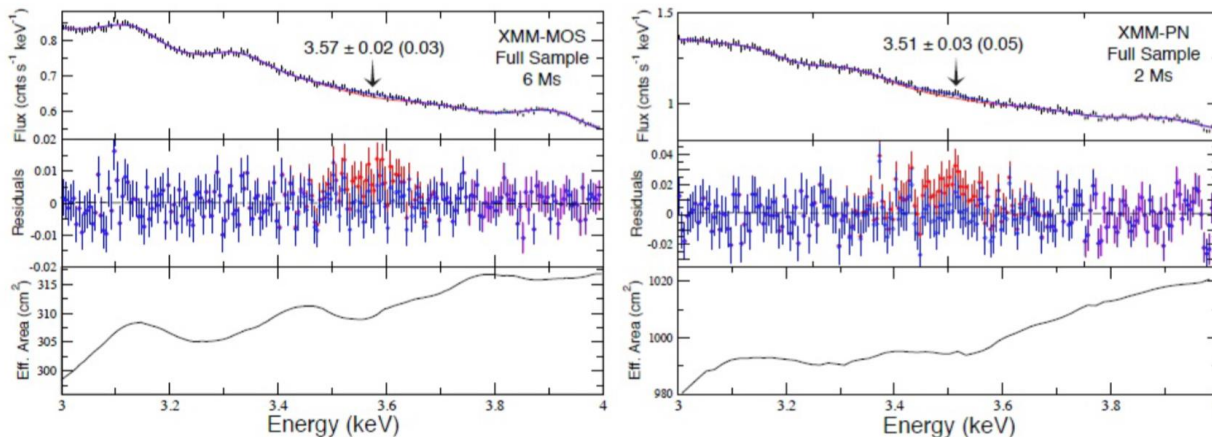 0.8
0.7
0.6
Flux (cnts s⁻¹ keV⁻¹)
3.57 ± 0.02 (0.03)
XMM-MOS
Full Sample
6 Ms
0.02
0.01
0
-0.01
-0.02
Residuals
315
310
305
300
Eff. Area (cm²)
3 3.2 3.4 3.6 3.8 4
Energy (keV)
1.5
1
Flux (cnts s⁻¹ keV⁻¹)
3.51 ± 0.03 (0.05)
XMM-PN
Full Sample
2 Ms
0.04
0.02
0
-0.02
Residuals
1020
1000
980
Eff. Area (cm²)
3 3.2 3.4 3.6 3.8
Energy (keV)